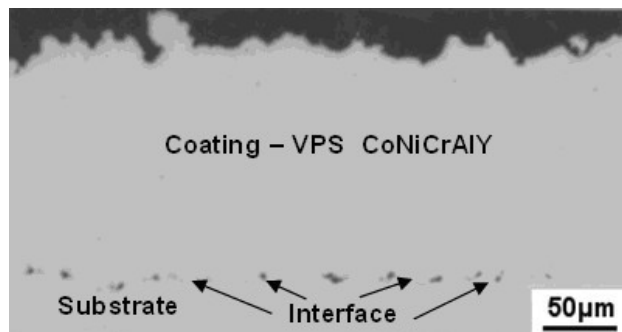 Coating – VPS CoNiCrAlY
Substrate
Interface
50µm